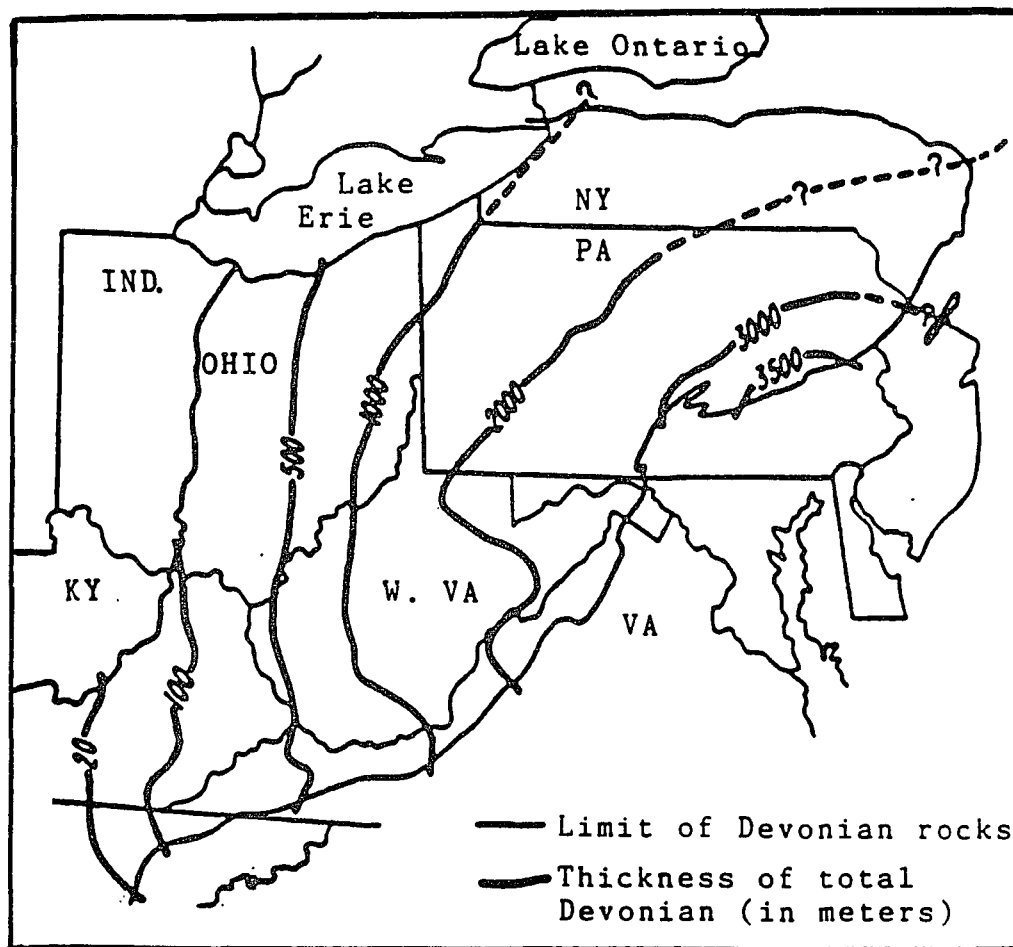 Lake Ontario
?
Lake
Erie
NY
?
?
PA
IND.
OHIO
3000
?
3500
1000
2000
500
KY
W. VA
VA
100
20
Limit of Devonian rocks
Thickness of total
Devonian (in meters)